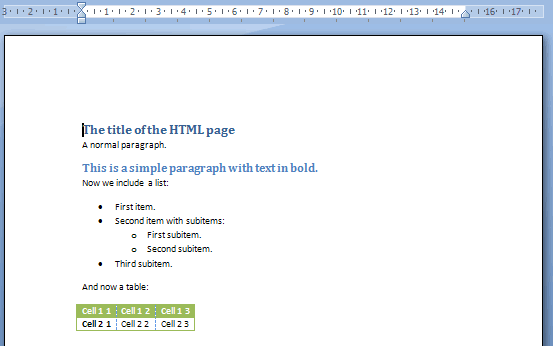 3 2 1 1 2 3 4 5 6 7 8 9 10 11 12 13 14 16 17
The title of the HTML page
A normal paragraph.
This is a simple paragraph with text in bold.
Now we include a list:
• First item.
• Second item with subitems:
o First subitem.
o Second subitem.
• Third subitem.
And now a table:
Cell 1 1 Cell 1 2 Cell 1 3
Cell 2 1 Cell 2 2 Cell 2 3